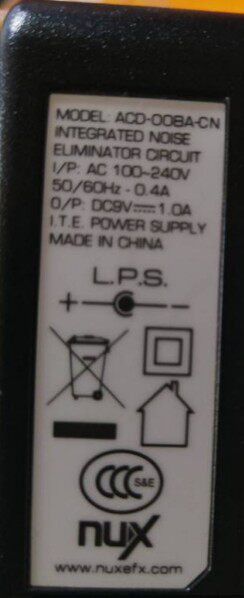 MODEL: ACD-008A-CN
INTEGRATED NOISE
ELIMINATOR CIRCUIT
I/P: AC 100~240V
50/60Hz - 0.4A
O/P: DC9V⎓1.0A
I.T.E. POWER SUPPLY
MADE IN CHINA
L.P.S.
+ −
CCC S&E
nux
www.nuxefx.com